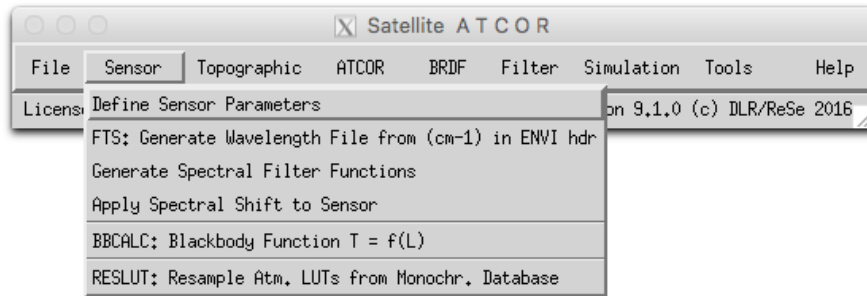 Satellite A T C O R
File Sensor Topographic ATCOR BRDF Filter Simulation Tools Help
Define Sensor Parameters
Licens on 9.1.0 (c) DLR/ReSe 2016
FTS: Generate Wavelength File from (cm-1) in ENVI hdr
Generate Spectral Filter Functions
Apply Spectral Shift to Sensor
BBCALC: Blackbody Function T = f(L)
RESLUT: Resample Atm. LUTs from Monochr. Database